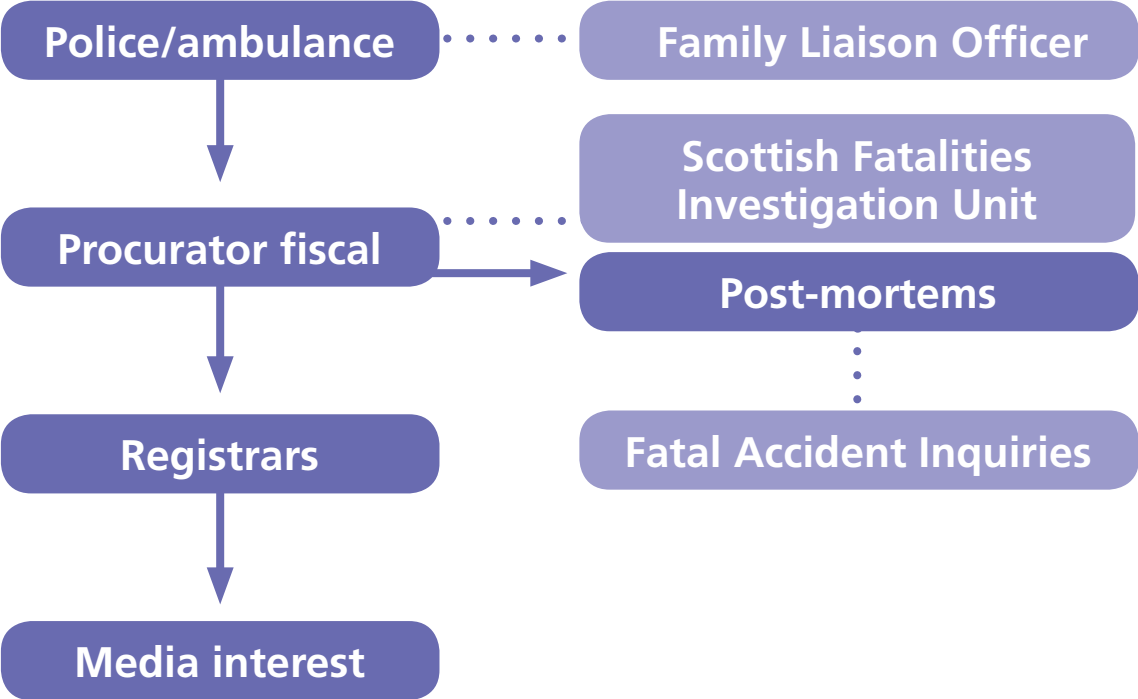 Police/ambulance
Family Liaison Officer
Scottish Fatalities
Investigation Unit
Procurator fiscal
Post-mortems
Registrars
Fatal Accident Inquiries
Media interest